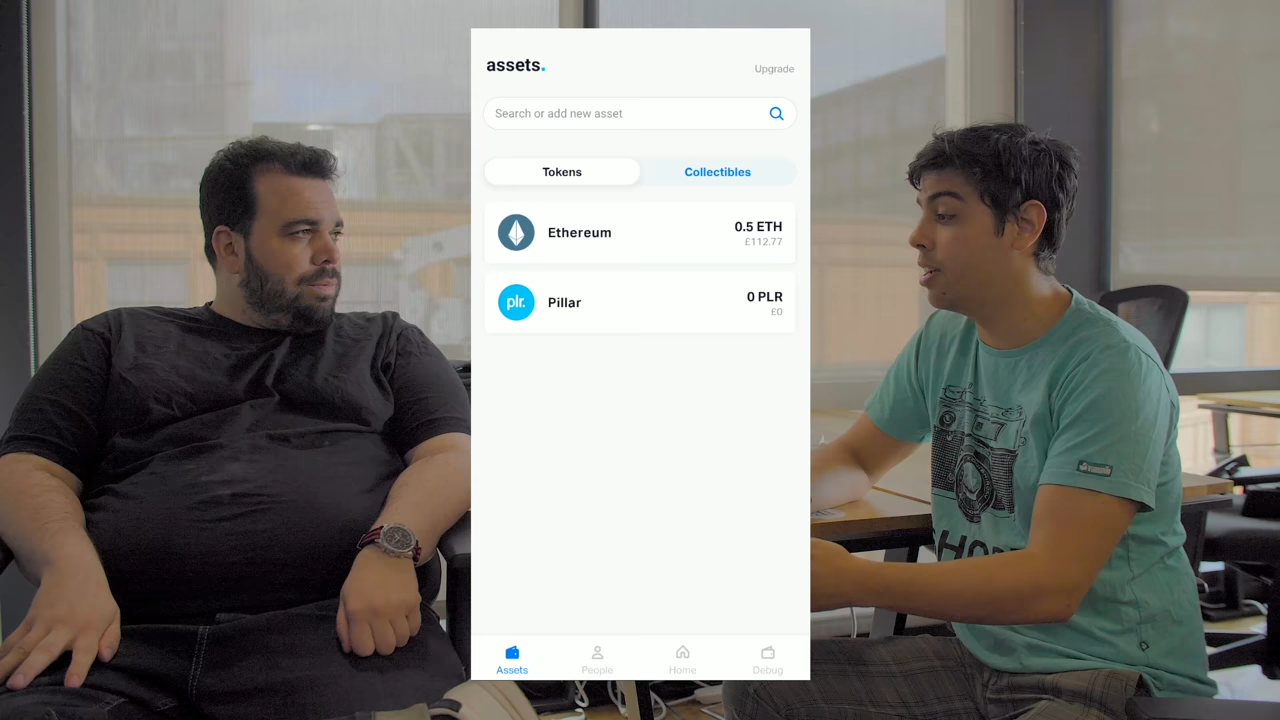 assets.
Upgrade
Search or add new asset
Tokens
Collectibles
Ethereum
0.5 ETH
£112.77
plr.
Pillar
0 PLR
£0
Assets
People
Home
Debug